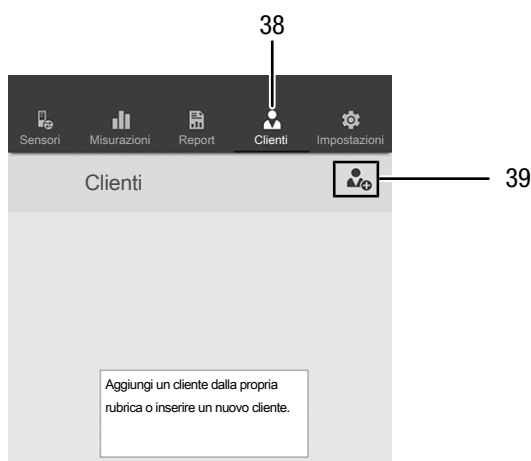 38
Sensori Misurazioni Report Clienti Impostazioni
Clienti
39
Aggiungi un cliente dalla propria
rubrica o inserire un nuovo cliente.